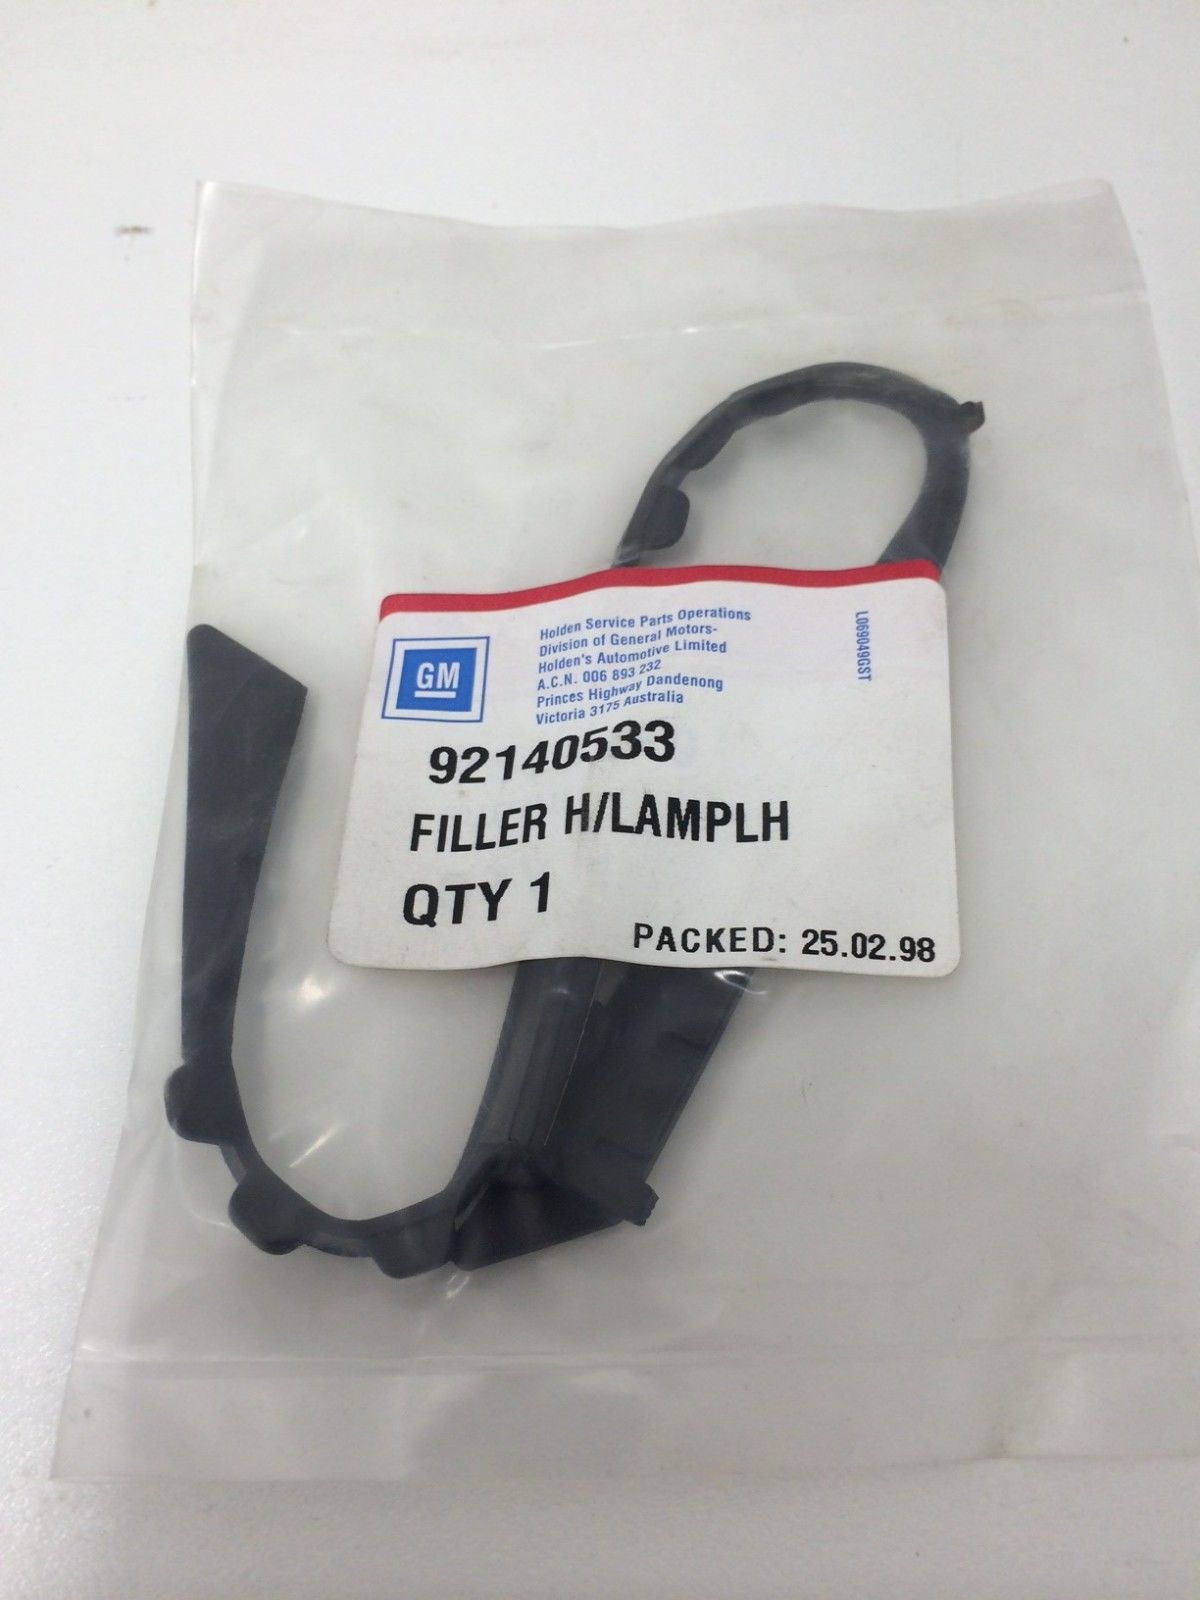 GM
Holden Service Parts Operations
Division of General Motors-
Holden's Automotive Limited
A.C.N. 006 893 232
Princes Highway Dandenong
Victoria 3175 Australia
L069049GST
92140533
FILLER H/LAMPLH
QTY 1
PACKED: 25.02.98